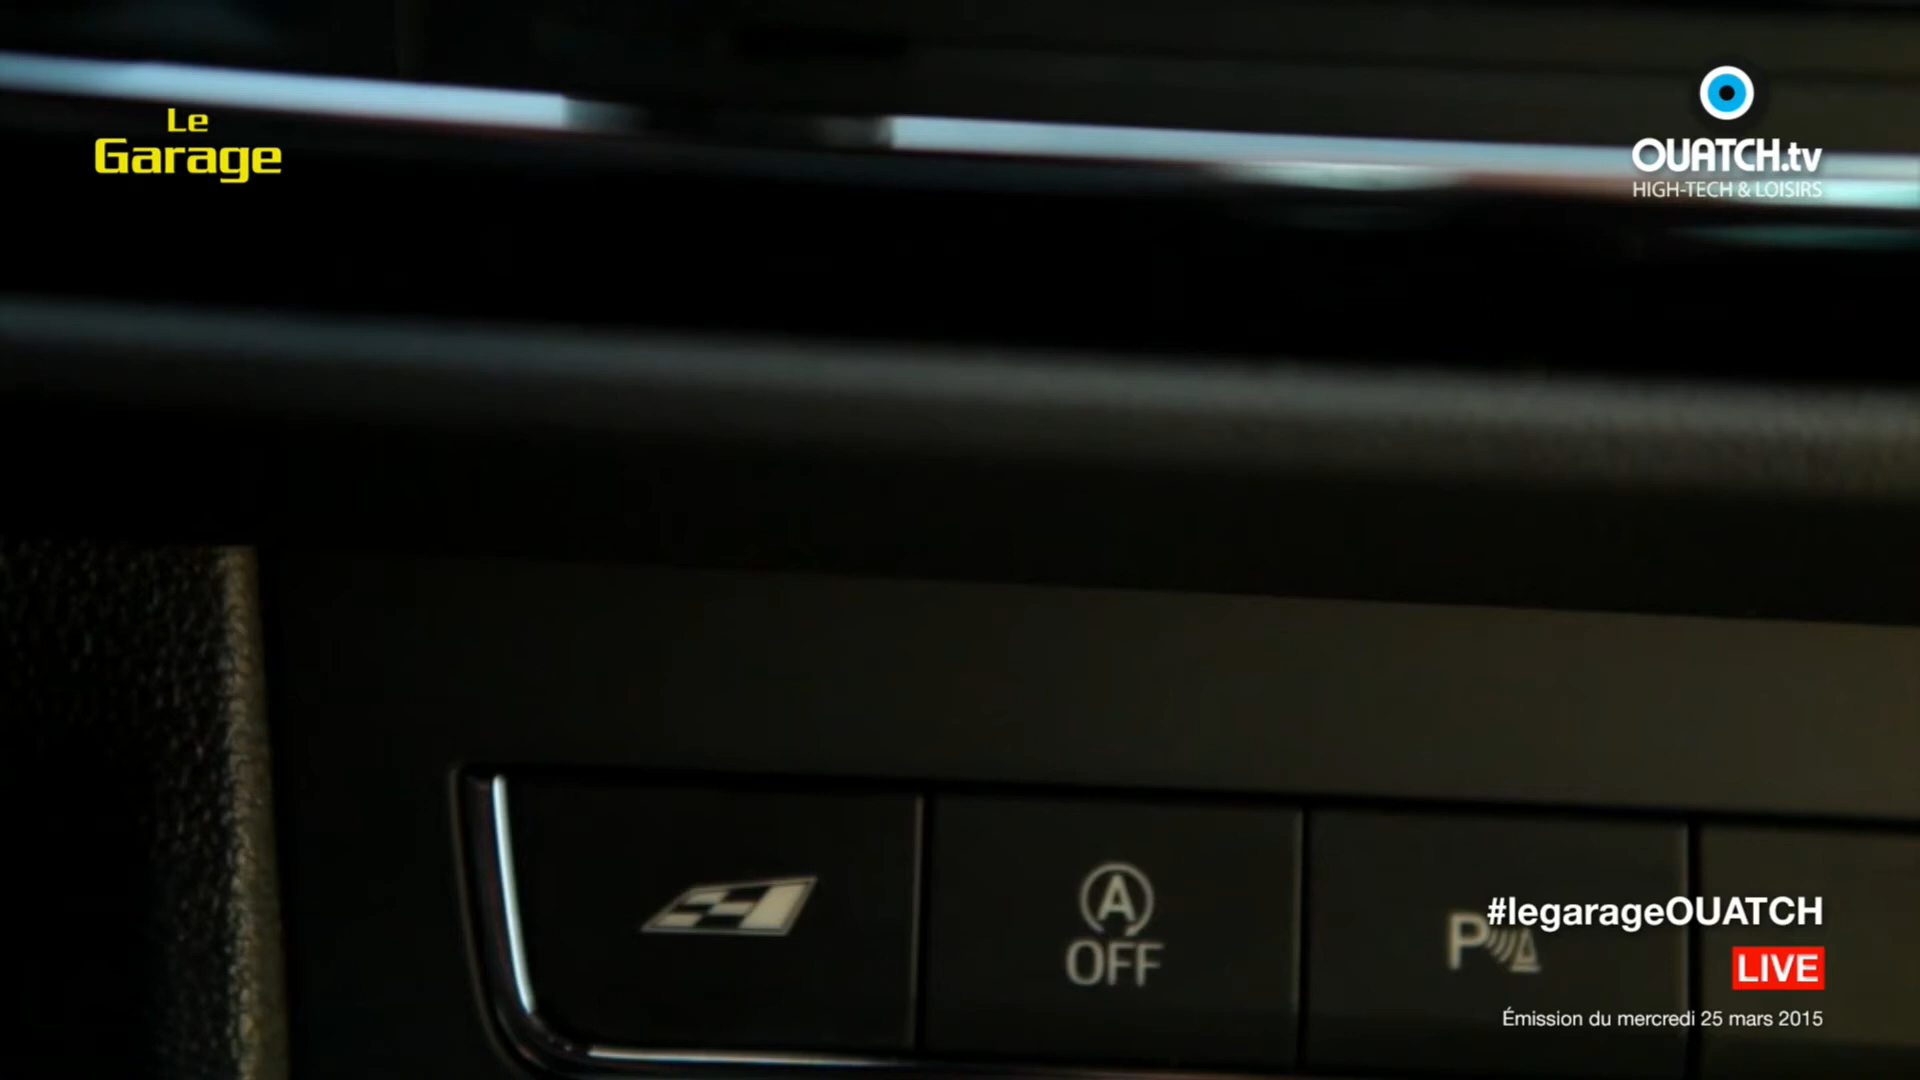 Le
Garage
OUATCH.tv
HIGH-TECH & LOISIRS
A
OFF
P
#legarageOUATCH
LIVE
Émission du mercredi 25 mars 2015